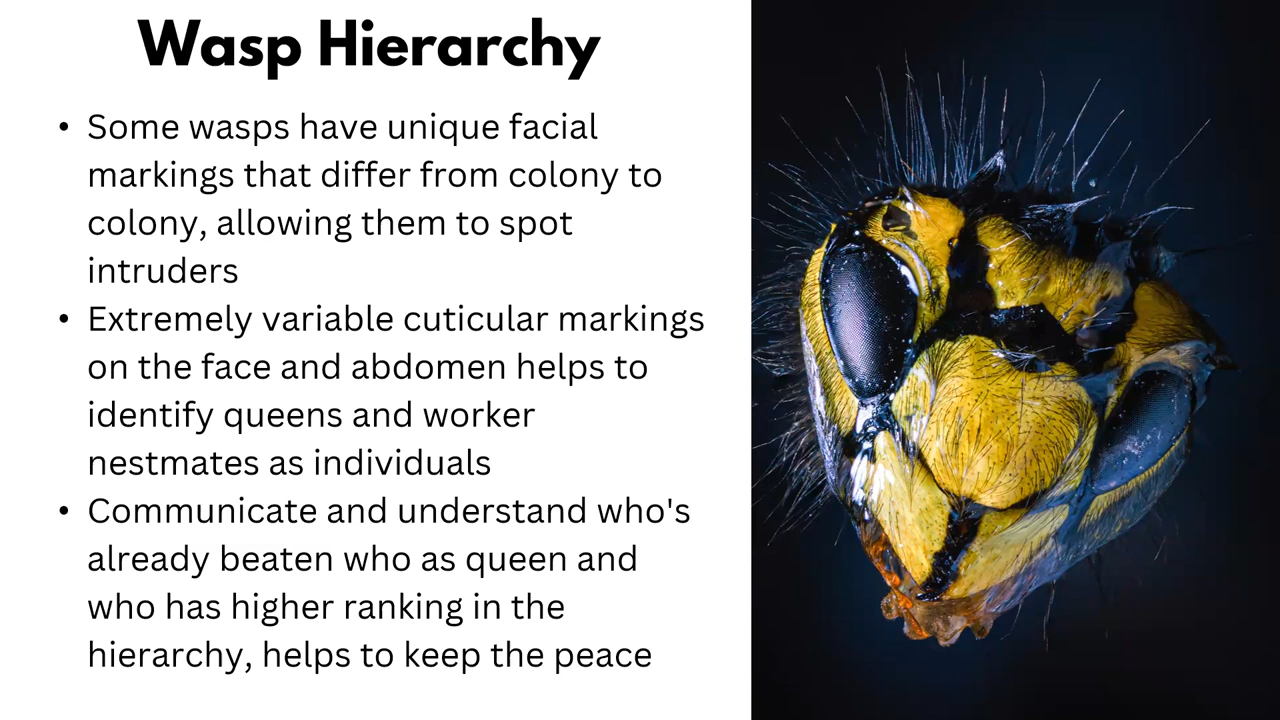 Wasp Hierarchy
• Some wasps have unique facial
markings that differ from colony to
colony, allowing them to spot
intruders
• Extremely variable cuticular markings
on the face and abdomen helps to
identify queens and worker
nestmates as individuals
• Communicate and understand who's
already beaten who as queen and
who has higher ranking in the
hierarchy, helps to keep the peace